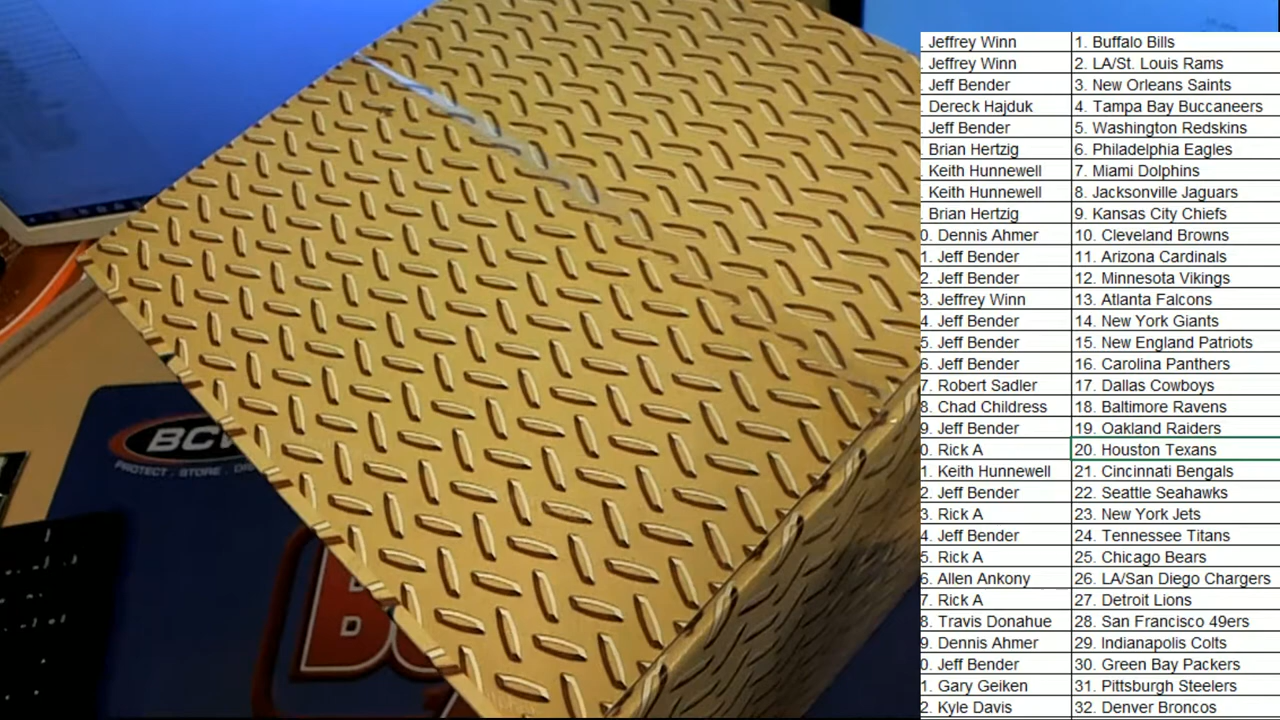 . Jeffrey Winn 1. Buffalo Bills
. Jeffrey Winn 2. LA/St. Louis Rams
. Jeff Bender 3. New Orleans Saints
. Dereck Hajduk 4. Tampa Bay Buccaneers
. Jeff Bender 5. Washington Redskins
. Brian Hertzig 6. Philadelphia Eagles
. Keith Hunnewell 7. Miami Dolphins
Keith Hunnewell 8. Jacksonville Jaguars
. Brian Hertzig 9. Kansas City Chiefs
0. Dennis Ahmer 10. Cleveland Browns
1. Jeff Bender 11. Arizona Cardinals
2. Jeff Bender 12. Minnesota Vikings
3. Jeffrey Winn 13. Atlanta Falcons
4. Jeff Bender 14. New York Giants
5. Jeff Bender 15. New England Patriots
6. Jeff Bender 16. Carolina Panthers
7. Robert Sadler 17. Dallas Cowboys
8. Chad Childress 18. Baltimore Ravens
9. Jeff Bender 19. Oakland Raiders
0. Rick A 20. Houston Texans
1. Keith Hunnewell 21. Cincinnati Bengals
2. Jeff Bender 22. Seattle Seahawks
3. Rick A 23. New York Jets
4. Jeff Bender 24. Tennessee Titans
5. Rick A 25. Chicago Bears
6. Allen Ankony 26. LA/San Diego Chargers
7. Rick A 27. Detroit Lions
8. Travis Donahue 28. San Francisco 49ers
9. Dennis Ahmer 29. Indianapolis Colts
0. Jeff Bender 30. Green Bay Packers
1. Gary Geiken 31. Pittsburgh Steelers
2. Kyle Davis 32. Denver Broncos
BCW
PROTECT . STORE .